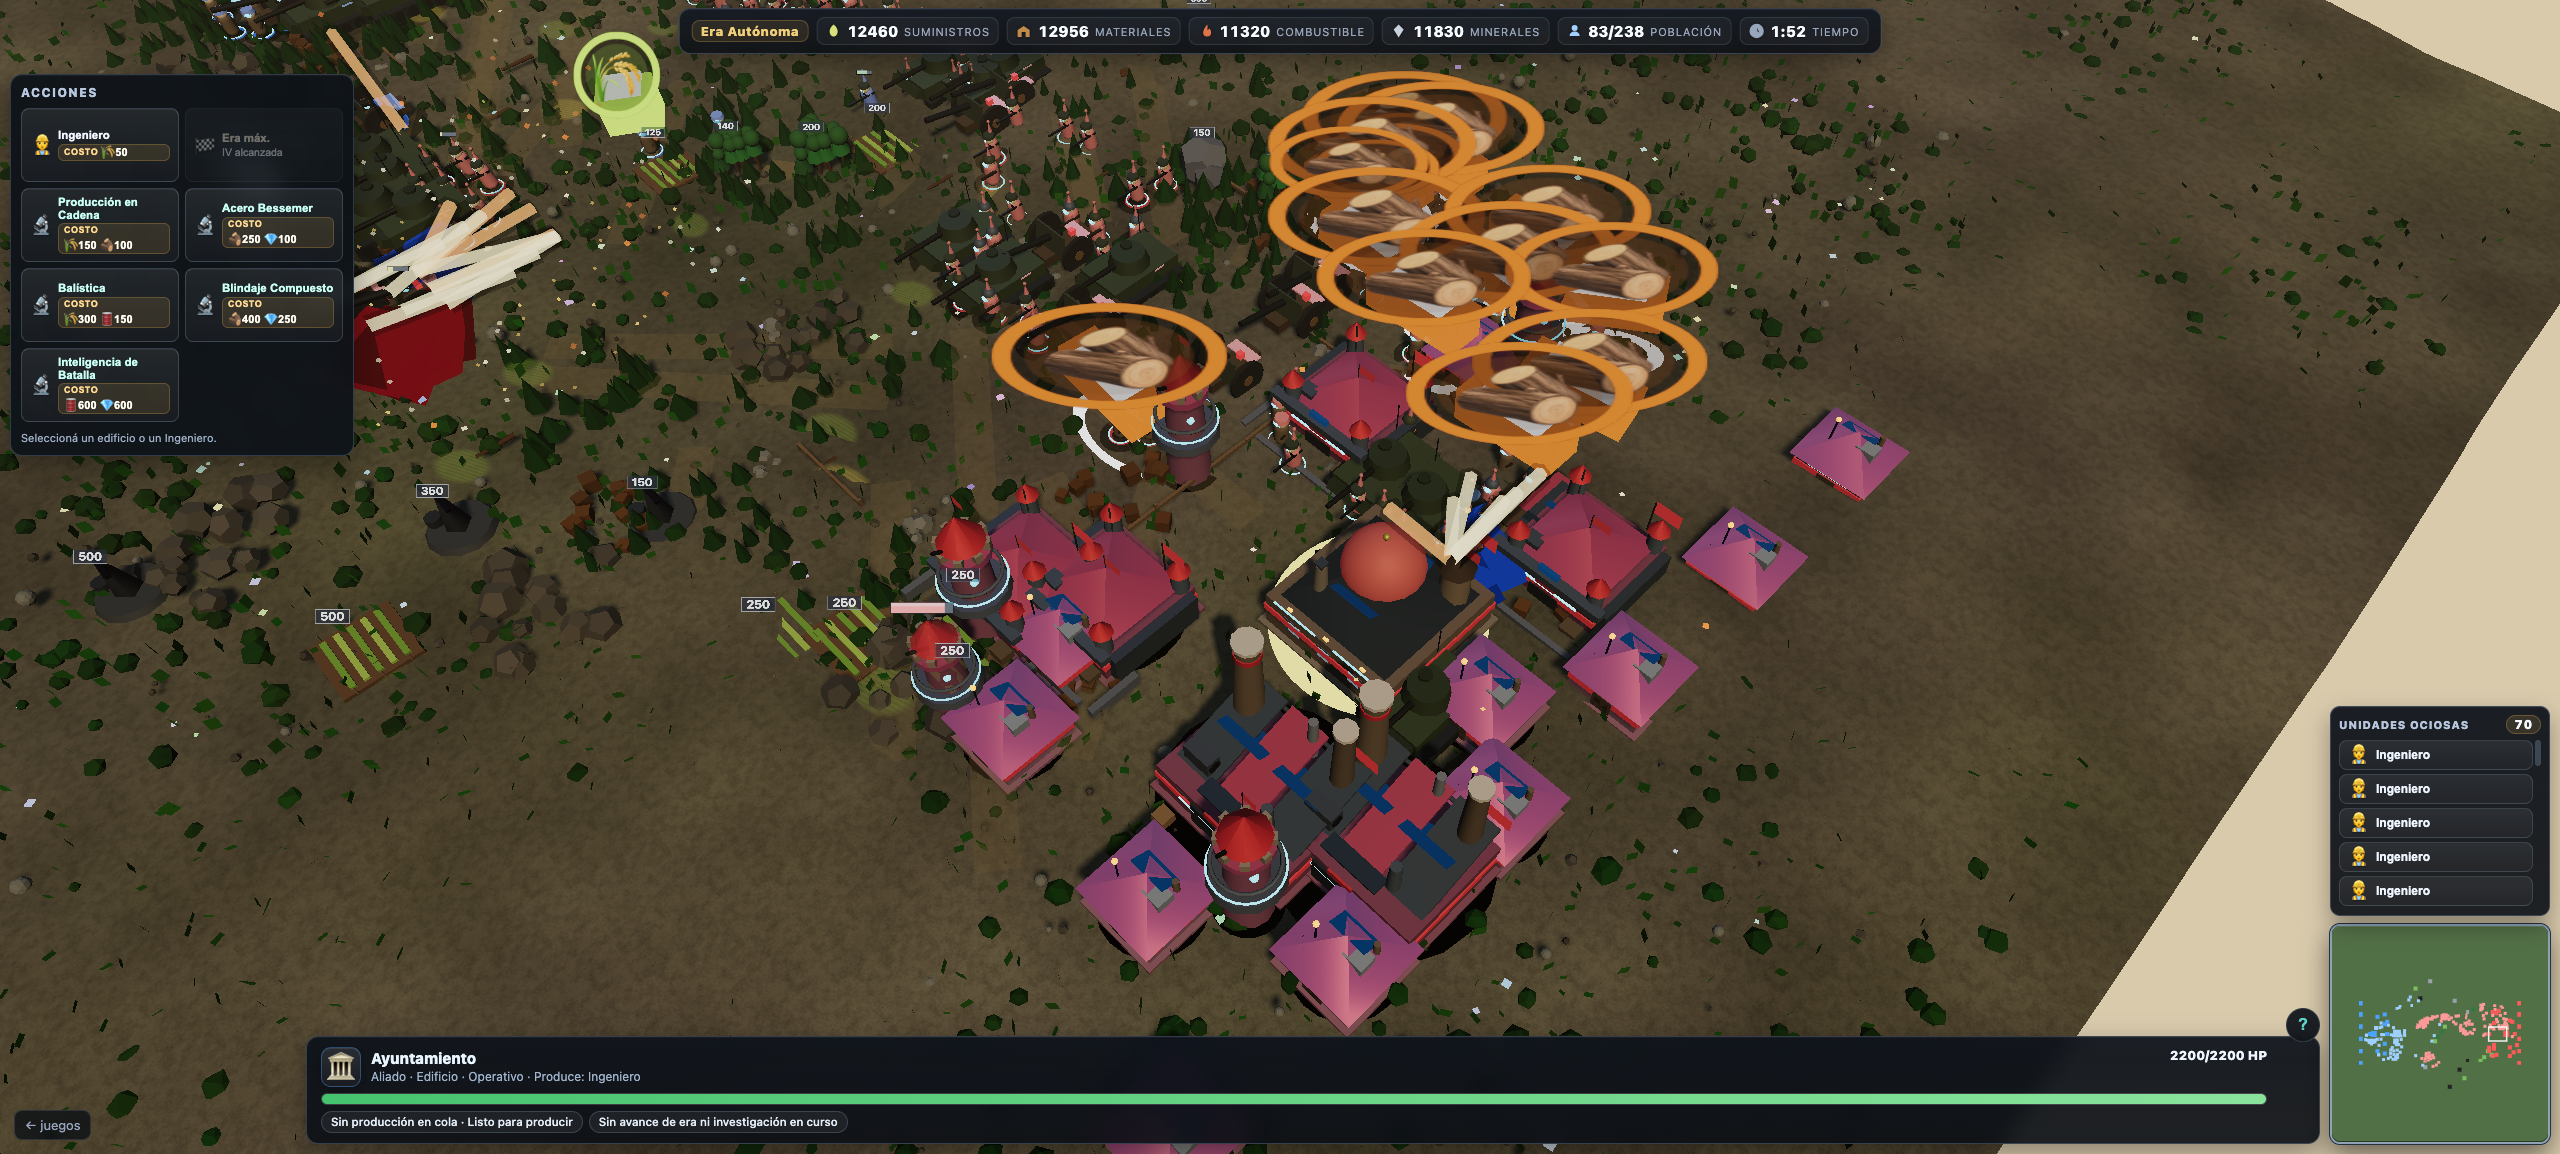 Era Autónoma
12460 SUMINISTROS
12956 MATERIALES
11320 COMBUSTIBLE
11830 MINERALES
83/238 POBLACIÓN
1:52 TIEMPO
ACCIONES
Ingeniero
COSTO 50
Era máx.
IV alcanzada
Producción en
Cadena
COSTO
150 100
Acero Bessemer
COSTO
250 100
Balística
COSTO
300 150
Blindaje Compuesto
COSTO
400 250
Inteligencia de
Batalla
COSTO
600 600
Seleccioná un edificio o un Ingeniero.
200
125
140
200
150
350
150
500
250
250
250
500
250
UNIDADES OCIOSAS 70
Ingeniero
Ingeniero
Ingeniero
Ingeniero
Ingeniero
?
Ayuntamiento
2200/2200 HP
Aliado · Edificio · Operativo · Produce: Ingeniero
Sin producción en cola · Listo para producir
Sin avance de era ni investigación en curso
← juegos